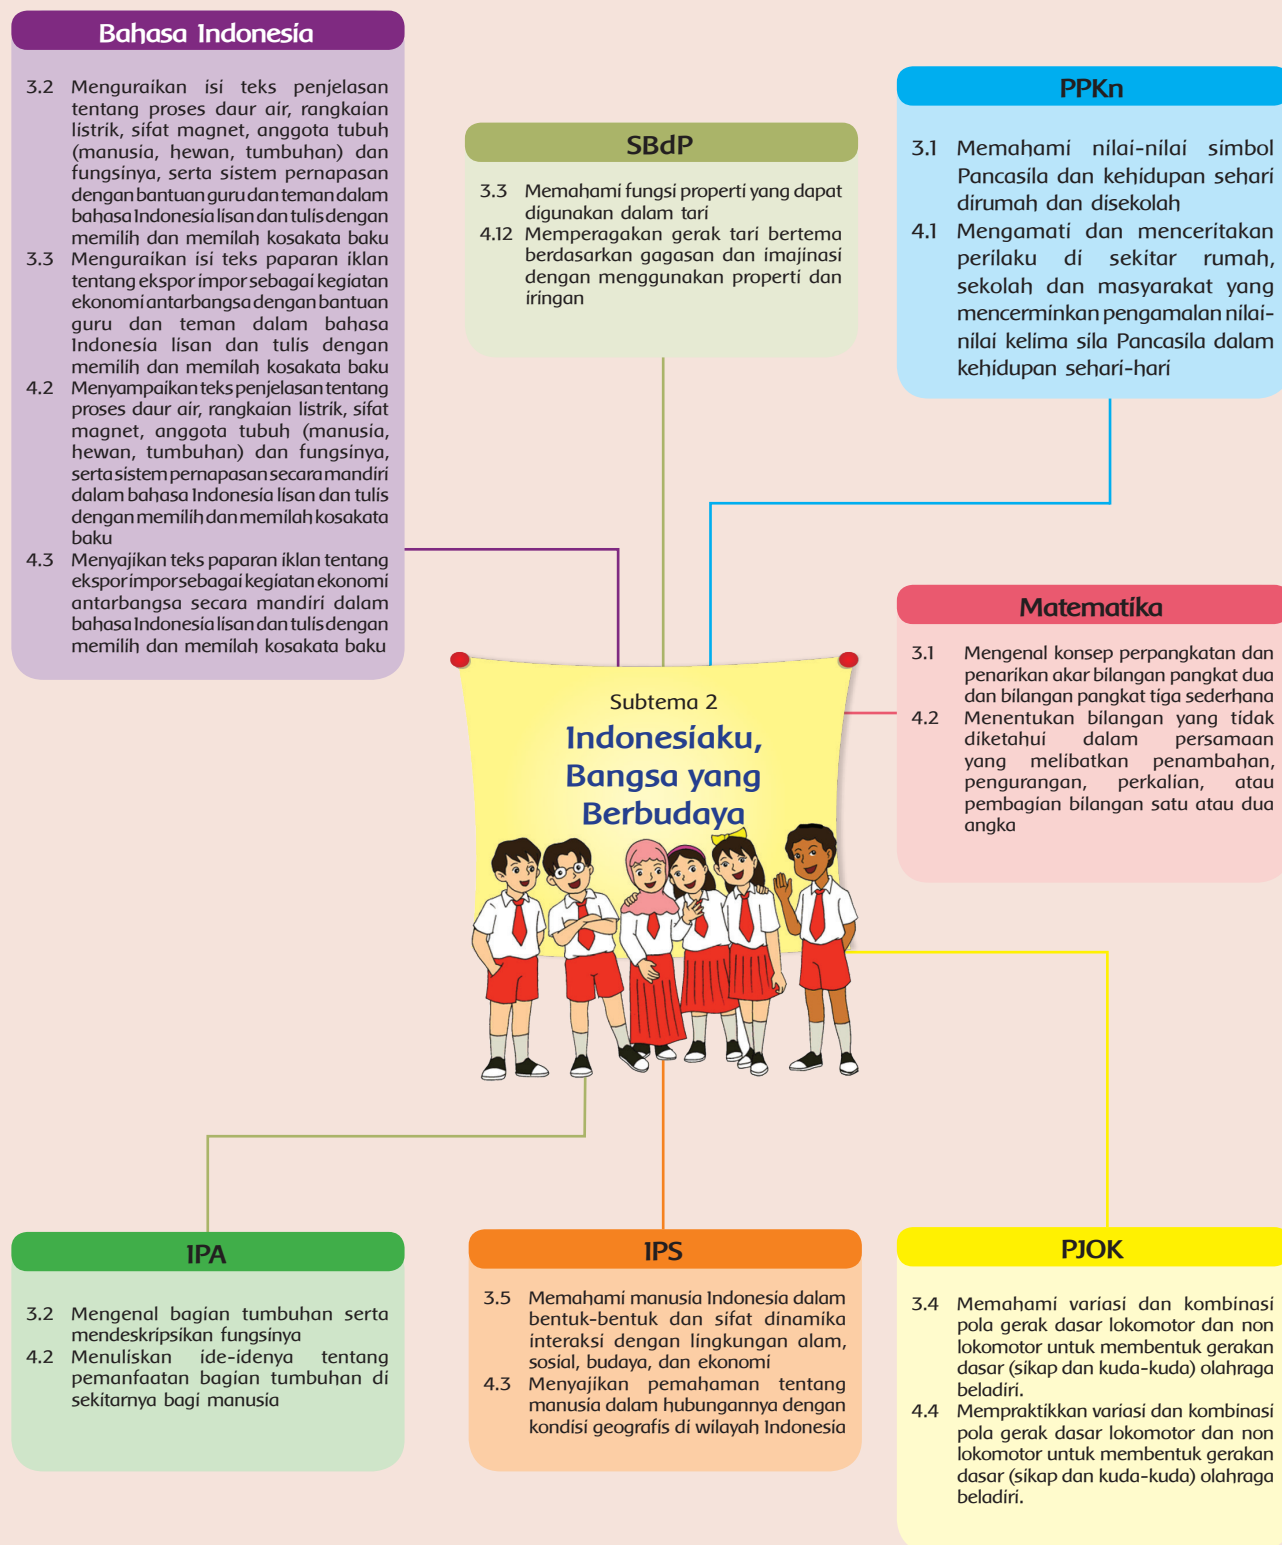 Bahasa Indonesia
3.2 Menguraikan isi teks penjelasan
tentang proses daur air, rangkaian
listrik, sifat magnet, anggota tubuh
(manusia, hewan, tumbuhan) dan
fungsinya, serta sistem pernapasan
dengan bantuan guru dan teman dalam
bahasa Indonesia lisan dan tulis dengan
memilih dan memilah kosakata baku
3.3 Menguraikan isi teks paparan iklan
tentang ekspor impor sebagai kegiatan
ekonomi antarbangsa dengan bantuan
guru dan teman dalam bahasa
Indonesia lisan dan tulis dengan
memilih dan memilah kosakata baku
4.2 Menyampaikan teks penjelasan tentang
proses daur air, rangkaian listrik, sifat
magnet, anggota tubuh (manusia,
hewan, tumbuhan) dan fungsinya,
serta sistem pernapasan secara mandiri
dalam bahasa Indonesia lisan dan tulis
dengan memilih dan memilah kosakata
baku
4.3 Menyajikan teks paparan iklan tentang
ekspor impor sebagai kegiatan ekonomi
antarbangsa secara mandiri dalam
bahasa Indonesia lisan dan tulis dengan
memilih dan memilah kosakata baku
SBdP
3.3 Memahami fungsi properti yang dapat
digunakan dalam tari
4.12 Memperagakan gerak tari bertema
berdasarkan gagasan dan imajinasi
dengan menggunakan properti dan
iringan
PPKn
3.1 Memahami nilai-nilai simbol
Pancasila dan kehidupan sehari
dirumah dan disekolah
4.1 Mengamati dan menceritakan
perilaku di sekitar rumah,
sekolah dan masyarakat yang
mencerminkan pengamalan nilai-
nilai kelima sila Pancasila dalam
kehidupan sehari-hari
Matematika
3.1 Mengenal konsep perpangkatan dan
penarikan akar bilangan pangkat dua
dan bilangan pangkat tiga sederhana
4.2 Menentukan bilangan yang tidak
diketahui dalam persamaan
yang melibatkan penambahan,
pengurangan, perkalian, atau
pembagian bilangan satu atau dua
angka
Subtema 2
Indonesiaku,
Bangsa yang
Berbudaya
IPA
3.2 Mengenal bagian tumbuhan serta
mendeskripsikan fungsinya
4.2 Menuliskan ide-idenya tentang
pemanfaatan bagian tumbuhan di
sekitarnya bagi manusia
IPS
3.5 Memahami manusia Indonesia dalam
bentuk-bentuk dan sifat dinamika
interaksi dengan lingkungan alam,
sosial, budaya, dan ekonomi
4.3 Menyajikan pemahaman tentang
manusia dalam hubungannya dengan
kondisi geografis di wilayah Indonesia
PJOK
3.4 Memahami variasi dan kombinasi
pola gerak dasar lokomotor dan non
lokomotor untuk membentuk gerakan
dasar (sikap dan kuda-kuda) olahraga
beladiri.
4.4 Mempraktikkan variasi dan kombinasi
pola gerak dasar lokomotor dan non
lokomotor untuk membentuk gerakan
dasar (sikap dan kuda-kuda) olahraga
beladiri.